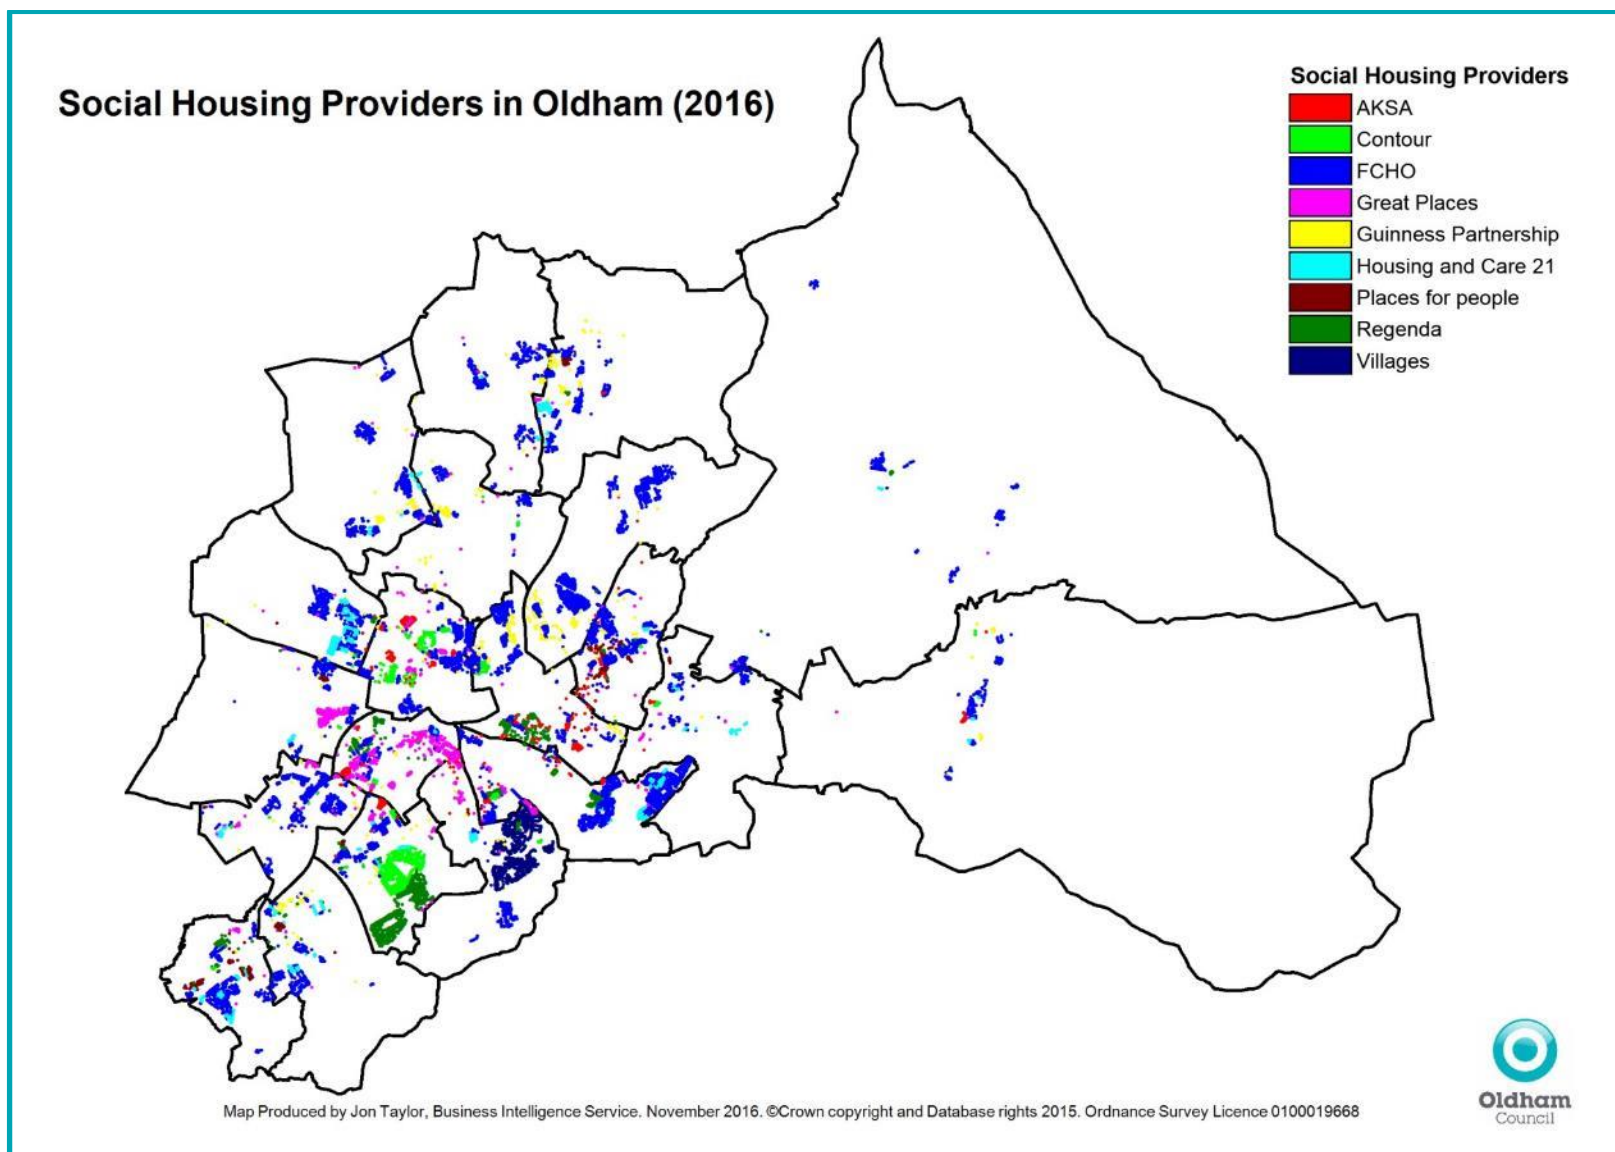 Social Housing Providers in Oldham (2016)
Social Housing Providers
AKSA
Contour
FCHO
Great Places
Guinness Partnership
Housing and Care 21
Places for people
Regenda
Villages
Map Produced by Jon Taylor, Business Intelligence Service. November 2016. ©Crown copyright and Database rights 2015. Ordnance Survey Licence 0100019668
Oldham
Council